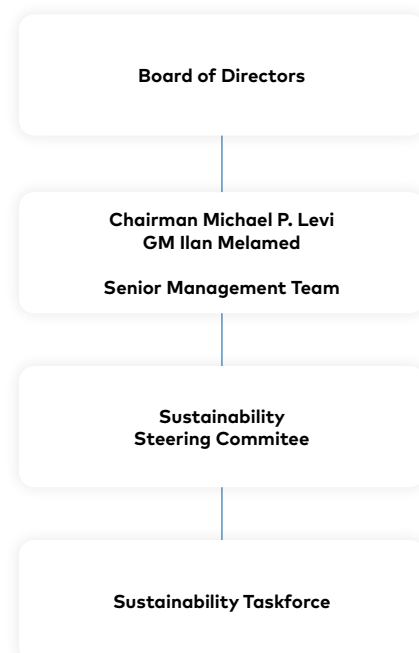 Board of Directors
Chairman Michael P. Levi
GM Ilan Melamed
Senior Management Team
Sustainability
Steering Commitee
Sustainability Taskforce